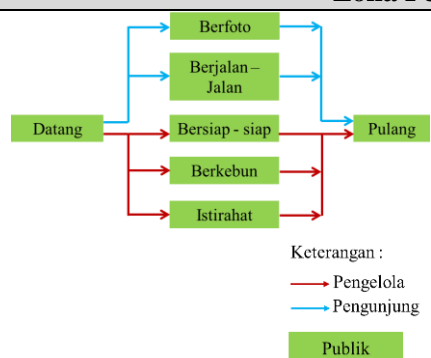 Berfoto
Berjalan –
Jalan
Datang
Bersiap - siap
Pulang
Berkebun
Istirahat
Keterangan :
Pengelola
Pengunjung
Publik